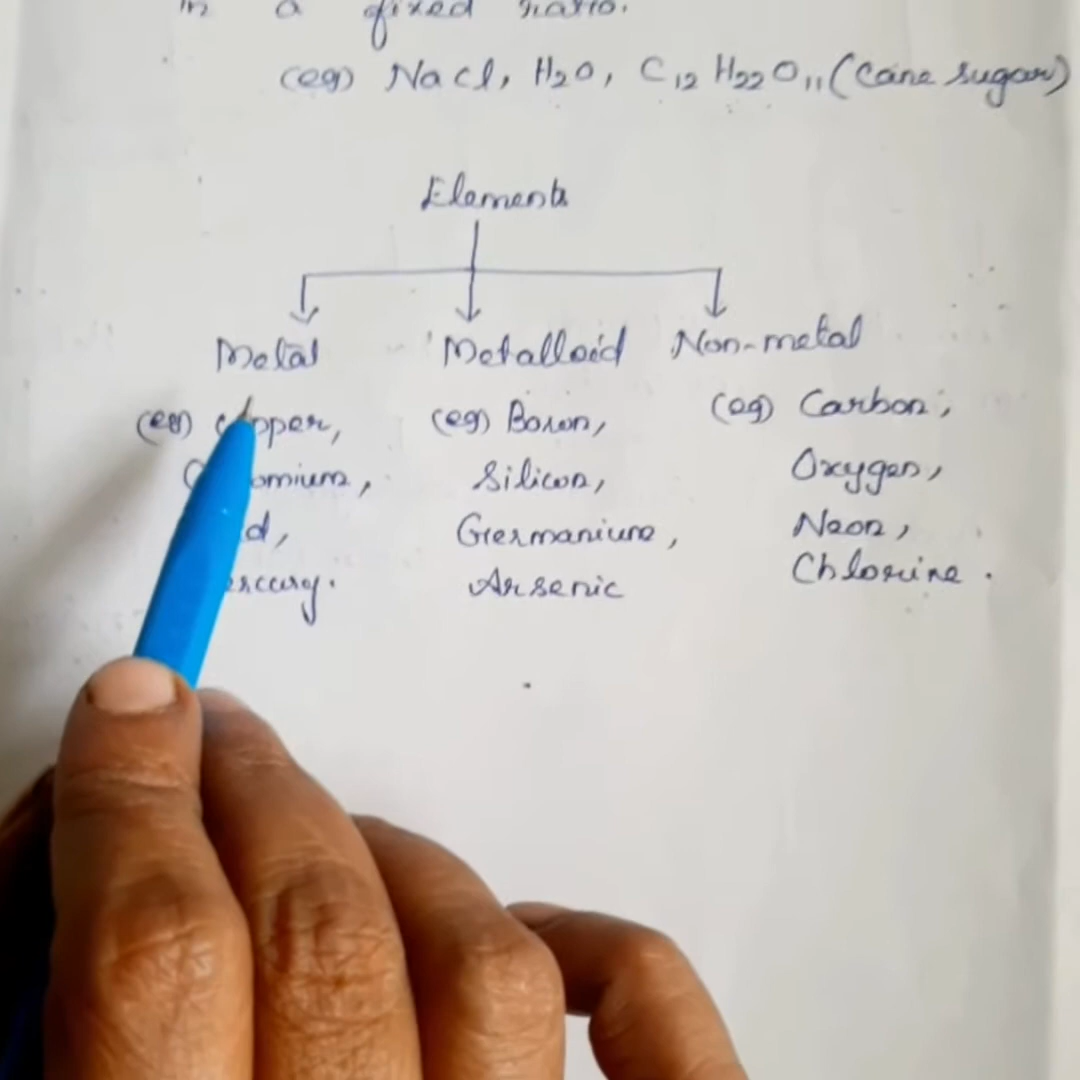 in a fixed ratio.
(eg) NaCl, H2O, C12 H22 O11 (Cane sugar)
Elements
Metal Metalloid Non-metal
(eg) Copper, (eg) Boron, (eg) Carbon,
Silicon, Oxygen,
Germanium, Neon,
Arsenic Chlorine.